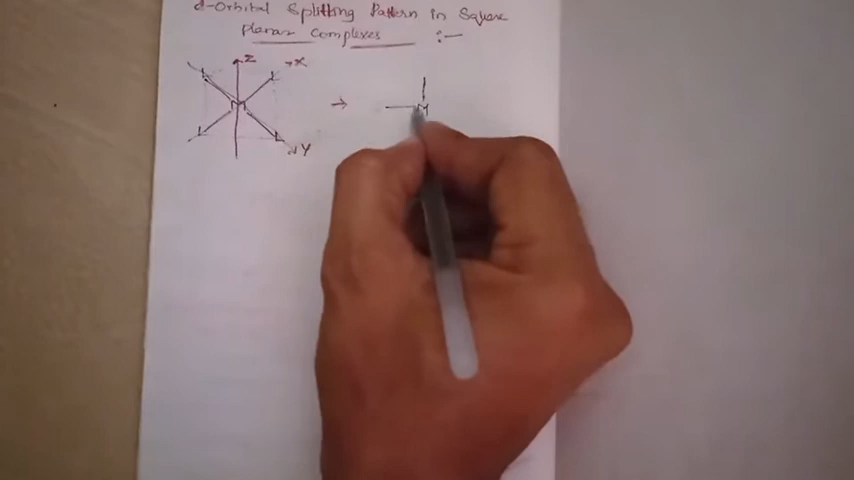 d-Orbital Splitting Pattern in Square
Planar Complexes :-
Z
X
L L
M
L L
Y
→ M